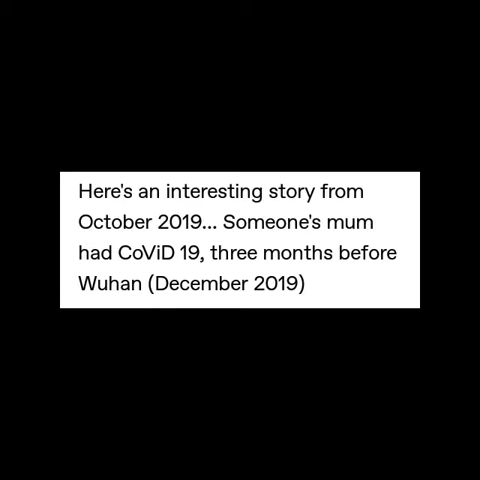 Here's an interesting story from
October 2019... Someone's mum
had CoViD 19, three months before
Wuhan (December 2019)